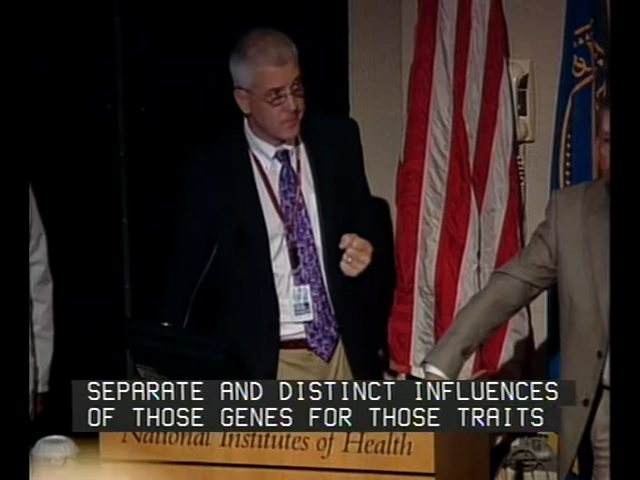 SEPARATE AND DISTINCT INFLUENCES
OF THOSE GENES FOR THOSE TRAITS
National Institutes of Health